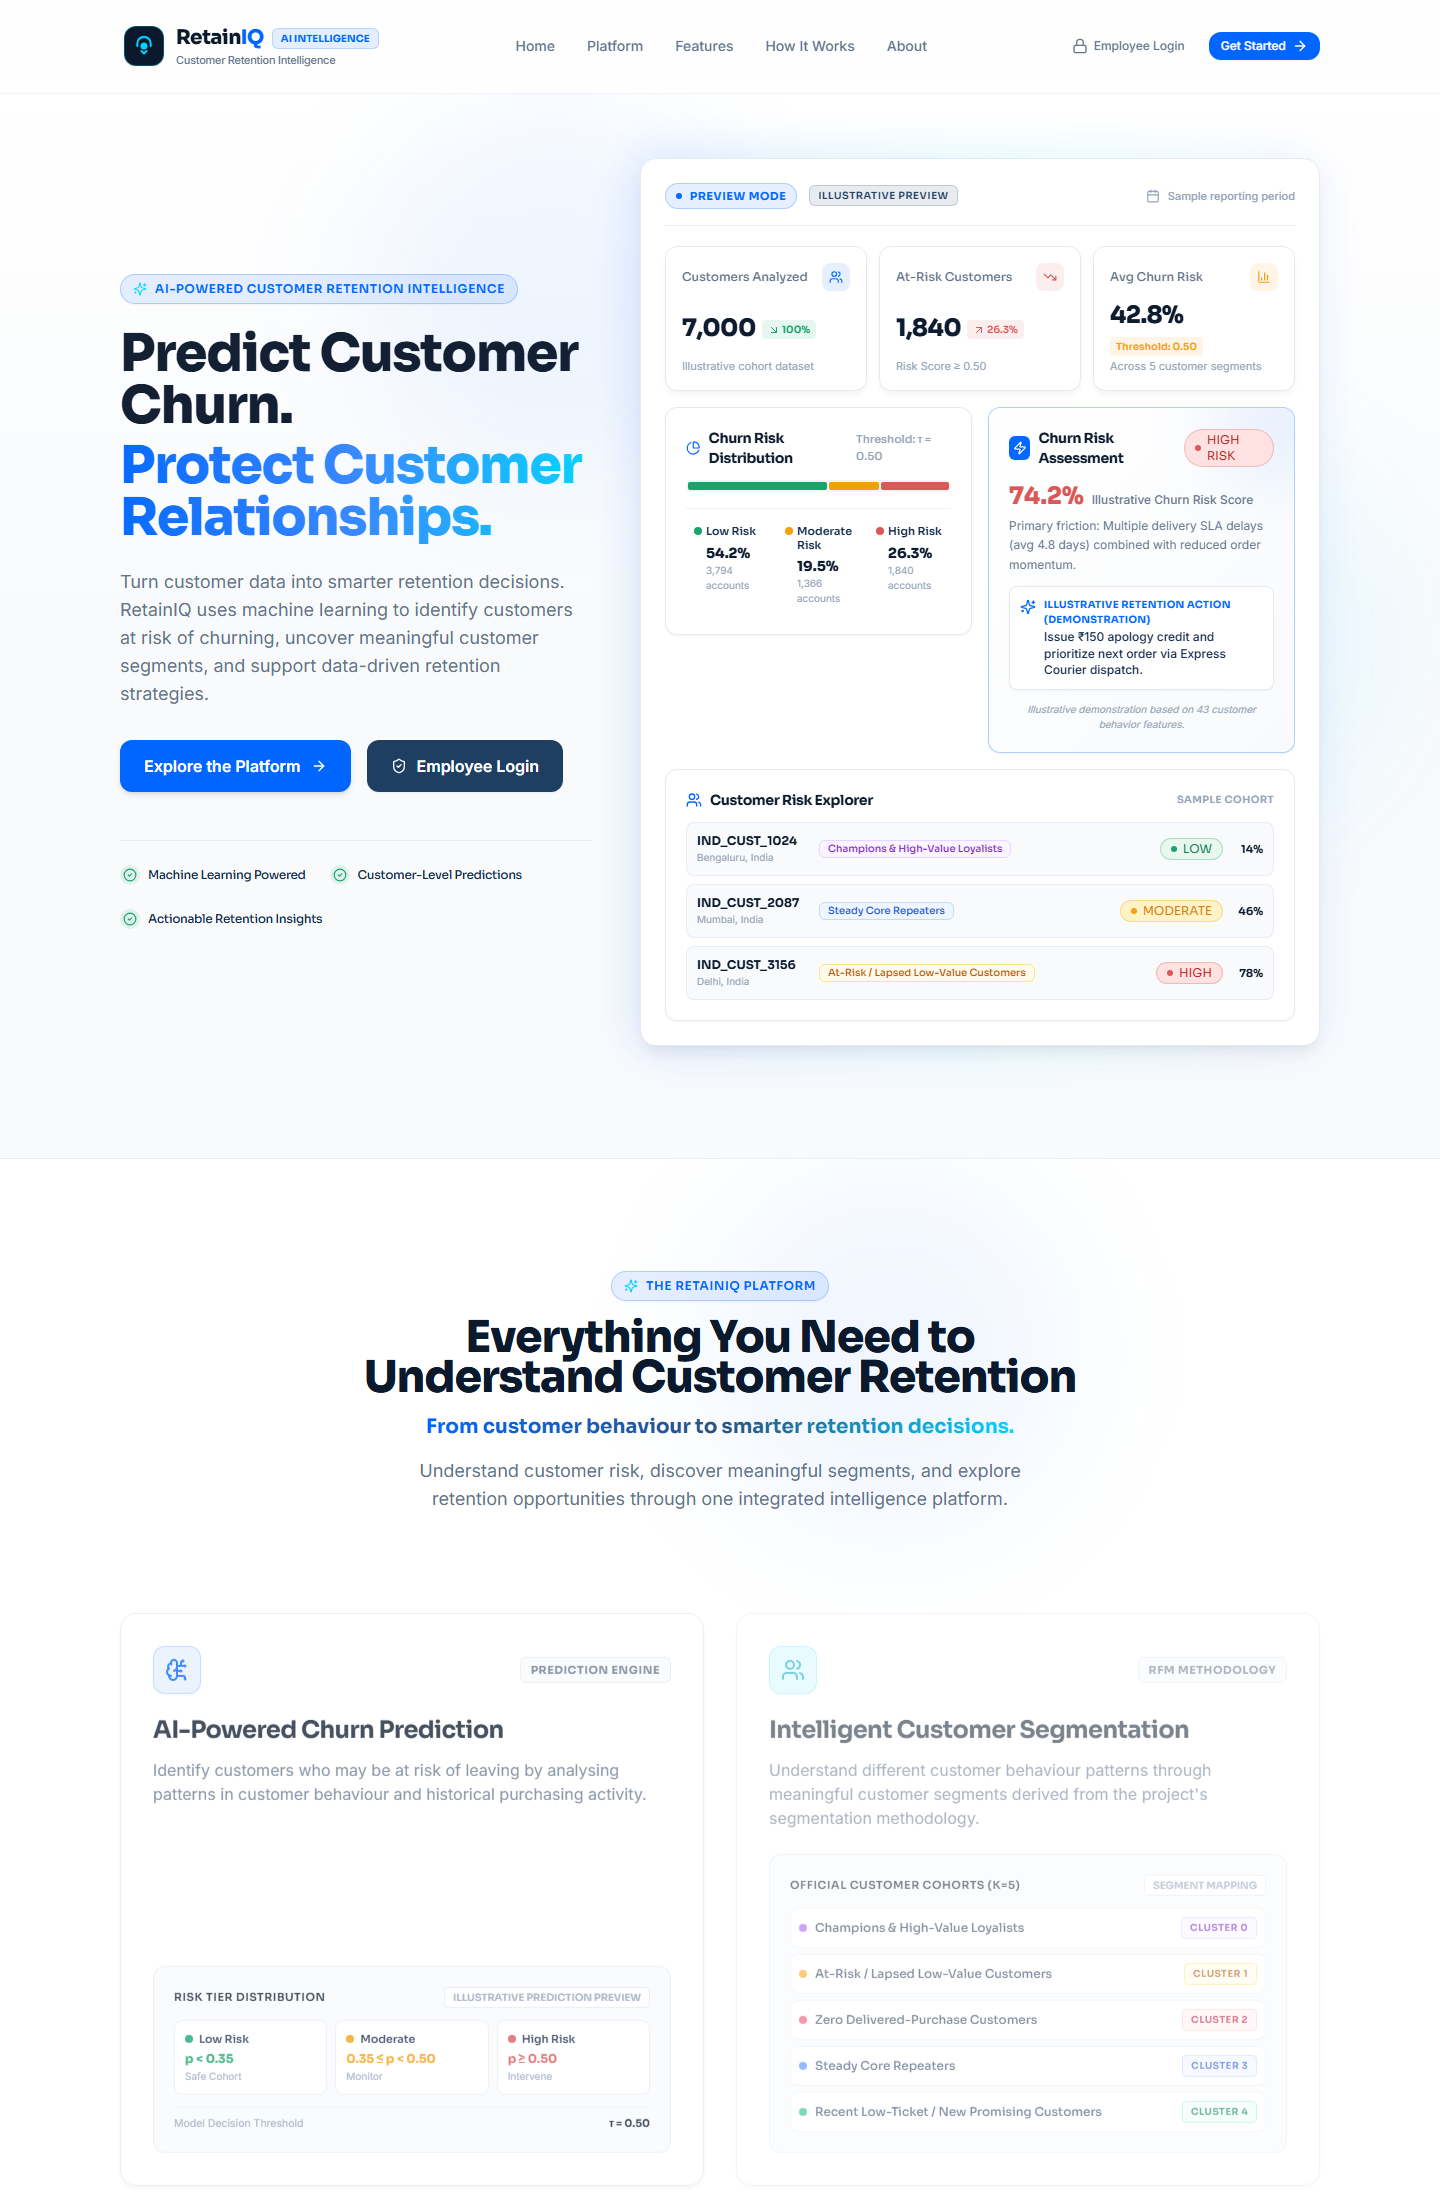 RetainIQ AI INTELLIGENCE
Customer Retention Intelligence
Home Platform Features How It Works About
Employee Login Get Started
AI-POWERED CUSTOMER RETENTION INTELLIGENCE
Predict Customer
Churn.
Protect Customer
Relationships.
Turn customer data into smarter retention decisions.
RetainIQ uses machine learning to identify customers
at risk of churning, uncover meaningful customer
segments, and support data-driven retention
strategies.
Explore the Platform Employee Login
Machine Learning Powered Customer-Level Predictions
Actionable Retention Insights
PREVIEW MODE ILLUSTRATIVE PREVIEW Sample reporting period
Customers Analyzed
7,000 100%
Illustrative cohort dataset
At-Risk Customers
1,840 26.3%
Risk Score ≥ 0.50
Avg Churn Risk
42.8%
Threshold: 0.50
Across 5 customer segments
Churn Risk
Distribution
Threshold: τ =
0.50
Low Risk
54.2%
3,794
accounts
Moderate
Risk
19.5%
1,366
accounts
High Risk
26.3%
1,840
accounts
Churn Risk
Assessment
HIGH
RISK
74.2% Illustrative Churn Risk Score
Primary friction: Multiple delivery SLA delays
(avg 4.8 days) combined with reduced order
momentum.
ILLUSTRATIVE RETENTION ACTION
(DEMONSTRATION)
Issue ₹150 apology credit and
prioritize next order via Express
Courier dispatch.
Illustrative demonstration based on 43 customer
behavior features.
Customer Risk Explorer SAMPLE COHORT
IND_CUST_1024
Bengaluru, India
Champions & High-Value Loyalists LOW 14%
IND_CUST_2087
Mumbai, India
Steady Core Repeaters MODERATE 46%
IND_CUST_3156
Delhi, India
At-Risk / Lapsed Low-Value Customers HIGH 78%
THE RETAINIQ PLATFORM
Everything You Need to
Understand Customer Retention
From customer behaviour to smarter retention decisions.
Understand customer risk, discover meaningful segments, and explore
retention opportunities through one integrated intelligence platform.
PREDICTION ENGINE
AI-Powered Churn Prediction
Identify customers who may be at risk of leaving by analysing
patterns in customer behaviour and historical purchasing activity.
RISK TIER DISTRIBUTION ILLUSTRATIVE PREDICTION PREVIEW
Low Risk
p < 0.35
Safe Cohort
Moderate
0.35 ≤ p < 0.50
Monitor
High Risk
p ≥ 0.50
Intervene
Model Decision Threshold τ = 0.50
RFM METHODOLOGY
Intelligent Customer Segmentation
Understand different customer behaviour patterns through
meaningful customer segments derived from the project's
segmentation methodology.
OFFICIAL CUSTOMER COHORTS (K=5) SEGMENT MAPPING
Champions & High-Value Loyalists CLUSTER 0
At-Risk / Lapsed Low-Value Customers CLUSTER 1
Zero Delivered-Purchase Customers CLUSTER 2
Steady Core Repeaters CLUSTER 3
Recent Low-Ticket / New Promising Customers CLUSTER 4